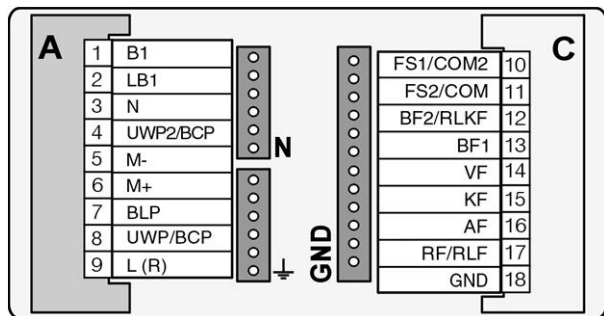 A
1 B1
2 LB1
3 N
4 UWP2/BCP
5 M-
6 M+
7 BLP
8 UWP/BCP
9 L (R)
N
GND
C
FS1/COM2 10
FS2/COM 11
BF2/RLKF 12
BF1 13
VF 14
KF 15
AF 16
RF/RLF 17
GND 18